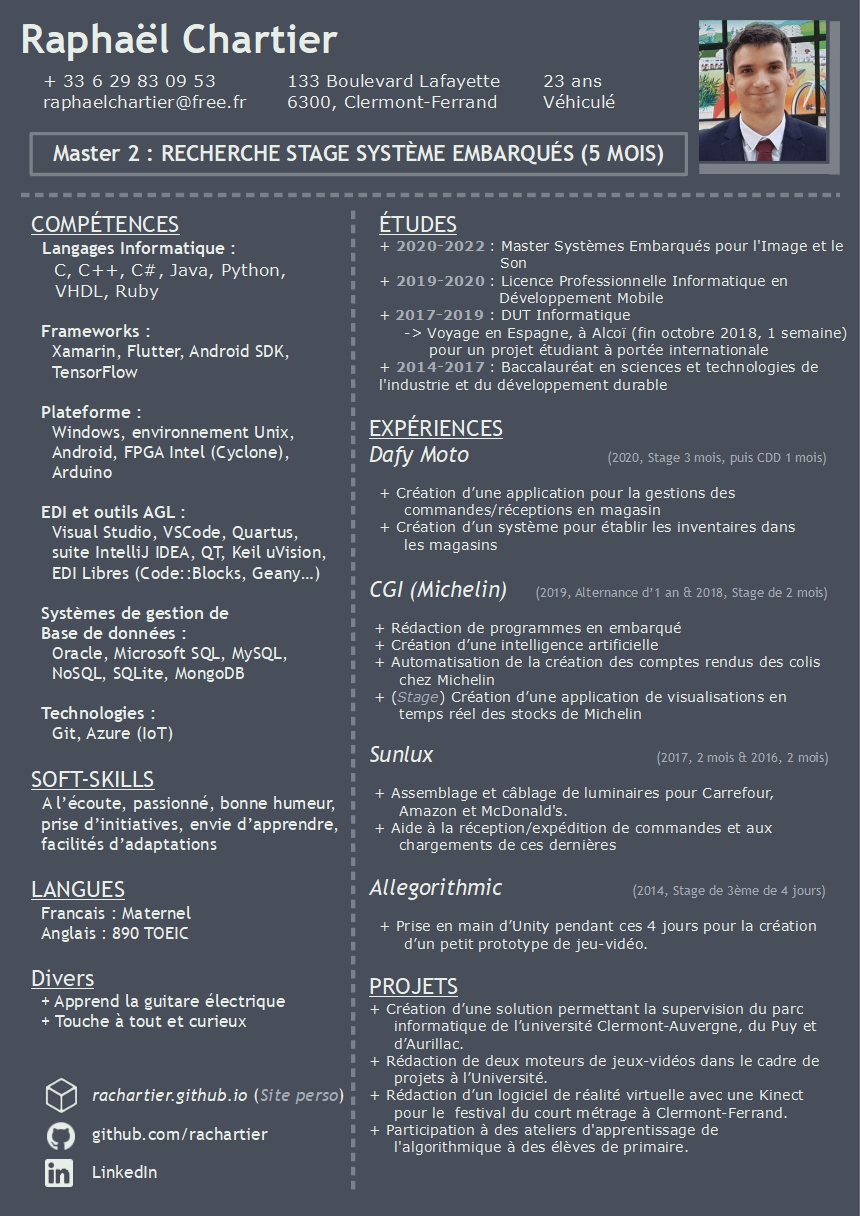 Raphaël Chartier
+ 33 6 29 83 09 53
raphaelchartier@free.fr
133 Boulevard Lafayette
6300, Clermont-Ferrand
23 ans
Véhiculé
Master 2 : RECHERCHE STAGE SYSTÈME EMBARQUÉS (5 MOIS)
COMPÉTENCES
Langages Informatique :
C, C++, C#, Java, Python,
VHDL, Ruby
Frameworks :
Xamarin, Flutter, Android SDK,
TensorFlow
Plateforme :
Windows, environnement Unix,
Android, FPGA Intel (Cyclone),
Arduino
EDI et outils AGL :
Visual Studio, VSCode, Quartus,
suite IntelliJ IDEA, QT, Keil uVision,
EDI Libres (Code::Blocks, Geany…)
Systèmes de gestion de
Base de données :
Oracle, Microsoft SQL, MySQL,
NoSQL, SQLite, MongoDB
Technologies :
Git, Azure (IoT)
SOFT-SKILLS
A l’écoute, passionné, bonne humeur,
prise d’initiatives, envie d’apprendre,
facilités d’adaptations
LANGUES
Francais : Maternel
Anglais : 890 TOEIC
Divers
+ Apprend la guitare électrique
+ Touche à tout et curieux
rachartier.github.io (Site perso)
github.com/rachartier
LinkedIn
ÉTUDES
+ 2020-2022 : Master Systèmes Embarqués pour l'Image et le
Son
+ 2019-2020 : Licence Professionnelle Informatique en
Développement Mobile
+ 2017-2019 : DUT Informatique
-> Voyage en Espagne, à Alcoï (fin octobre 2018, 1 semaine)
pour un projet étudiant à portée internationale
+ 2014-2017 : Baccalauréat en sciences et technologies de
l'industrie et du développement durable
EXPÉRIENCES
Dafy Moto (2020, Stage 3 mois, puis CDD 1 mois)
+ Création d’une application pour la gestions des
commandes/réceptions en magasin
+ Création d’un système pour établir les inventaires dans
les magasins
CGI (Michelin) (2019, Alternance d’1 an & 2018, Stage de 2 mois)
+ Rédaction de programmes en embarqué
+ Création d’une intelligence artificielle
+ Automatisation de la création des comptes rendus des colis
chez Michelin
+ (Stage) Création d’une application de visualisations en
temps réel des stocks de Michelin
Sunlux (2017, 2 mois & 2016, 2 mois)
+ Assemblage et câblage de luminaires pour Carrefour,
Amazon et McDonald's.
+ Aide à la réception/expédition de commandes et aux
chargements de ces dernières
Allegorithmic (2014, Stage de 3ème de 4 jours)
+ Prise en main d’Unity pendant ces 4 jours pour la création
d’un petit prototype de jeu-vidéo.
PROJETS
+ Création d’une solution permettant la supervision du parc
informatique de l’université Clermont-Auvergne, du Puy et
d’Aurillac.
+ Rédaction de deux moteurs de jeux-vidéos dans le cadre de
projets à l’Université.
+ Rédaction d’un logiciel de réalité virtuelle avec une Kinect
pour le festival du court métrage à Clermont-Ferrand.
+ Participation à des ateliers d'apprentissage de
l'algorithmique à des élèves de primaire.